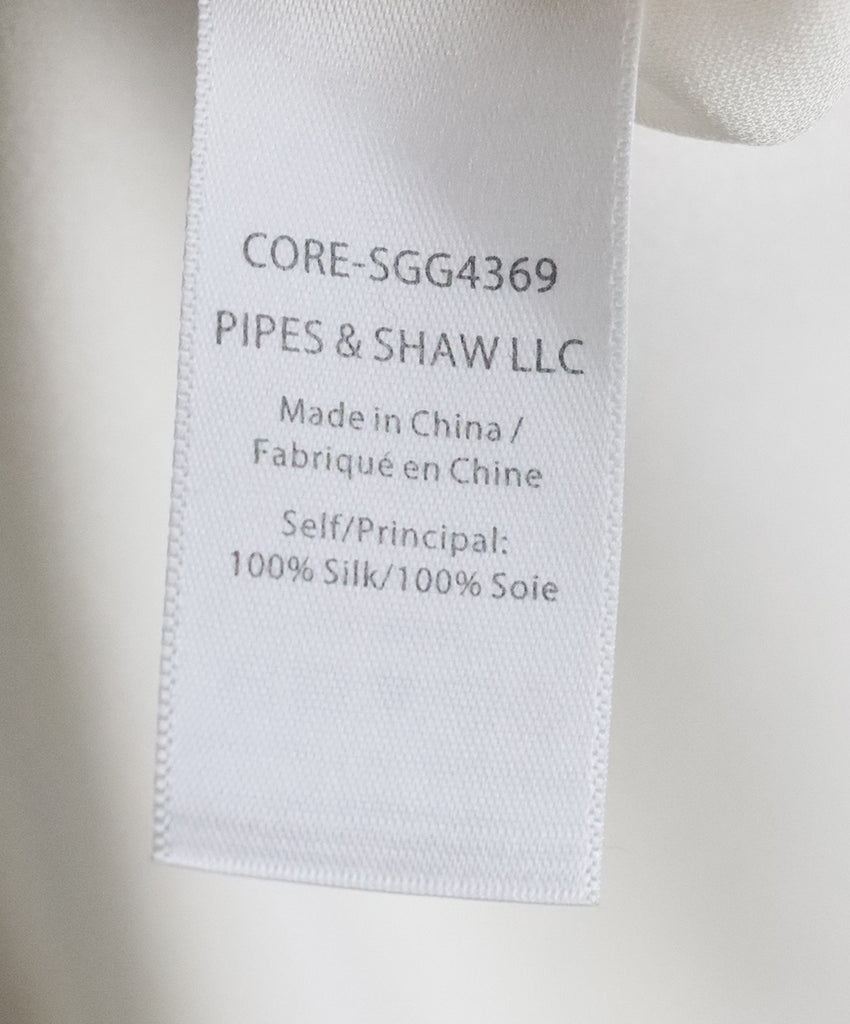 CORE-SGG4369
PIPES & SHAW LLC
Made in China /
Fabriqué en Chine
Self/Principal:
100% Silk/100% Soie